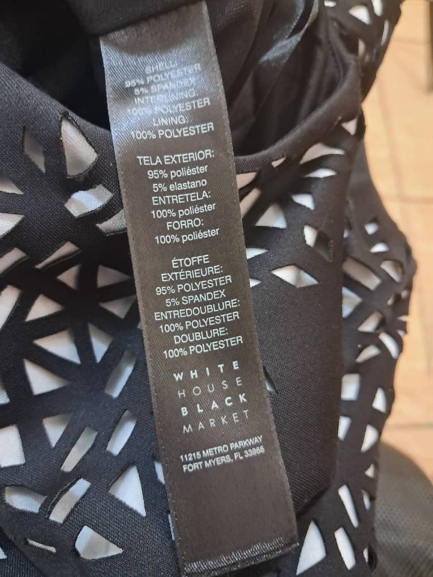 SHELL:
95% POLYESTER
5% SPANDEX
INTERLINING:
100% POLYESTER
LINING:
100% POLYESTER
TELA EXTERIOR:
95% poliéster
5% elastano
ENTRETELA:
100% poliéster
FORRO:
100% poliéster
ÉTOFFE
EXTÉRIEURE:
95% POLYESTER
5% SPANDEX
ENTREDOUBLURE:
100% POLYESTER
DOUBLURE:
100% POLYESTER
WHITE
HOUSE
BLACK
MARKET
11215 METRO PARKWAY
FORT MYERS, FL 33966